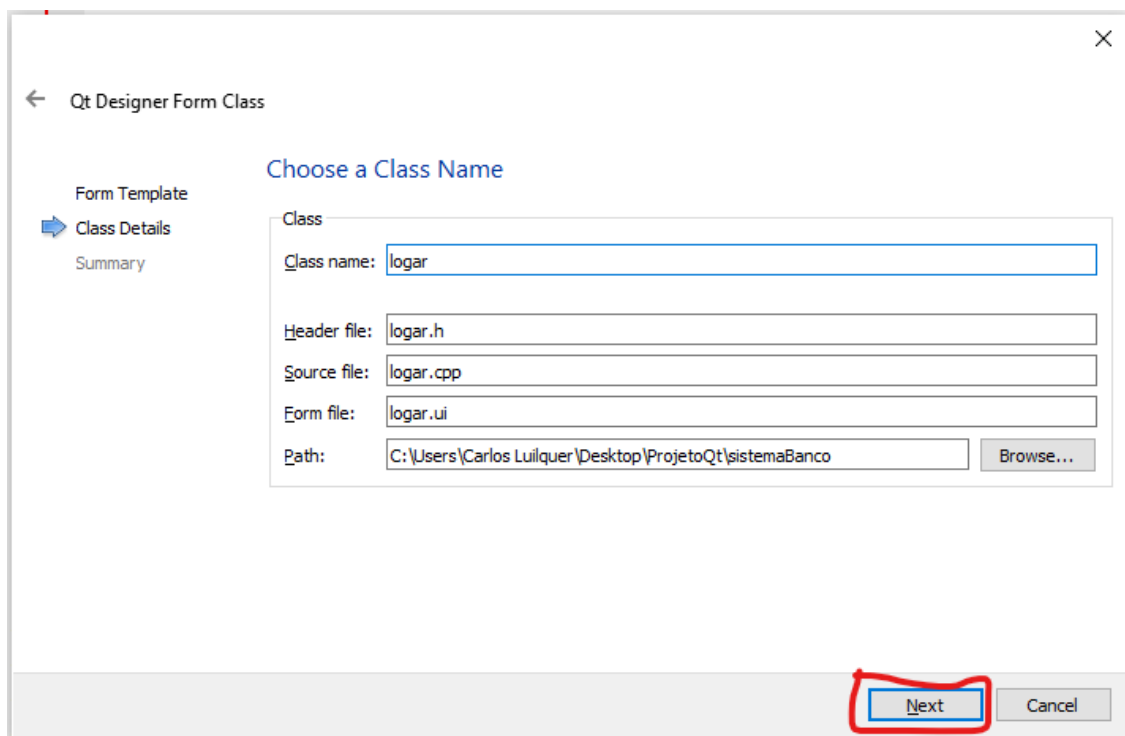 Qt Designer Form Class
Choose a Class Name
Form Template
Class Details
Summary
Class
Class name: logar
Header file: logar.h
Source file: logar.cpp
Form file: logar.ui
Path: C:\Users\Carlos Luilquer\Desktop\ProjetoQt\sistemaBanco Browse...
Next Cancel